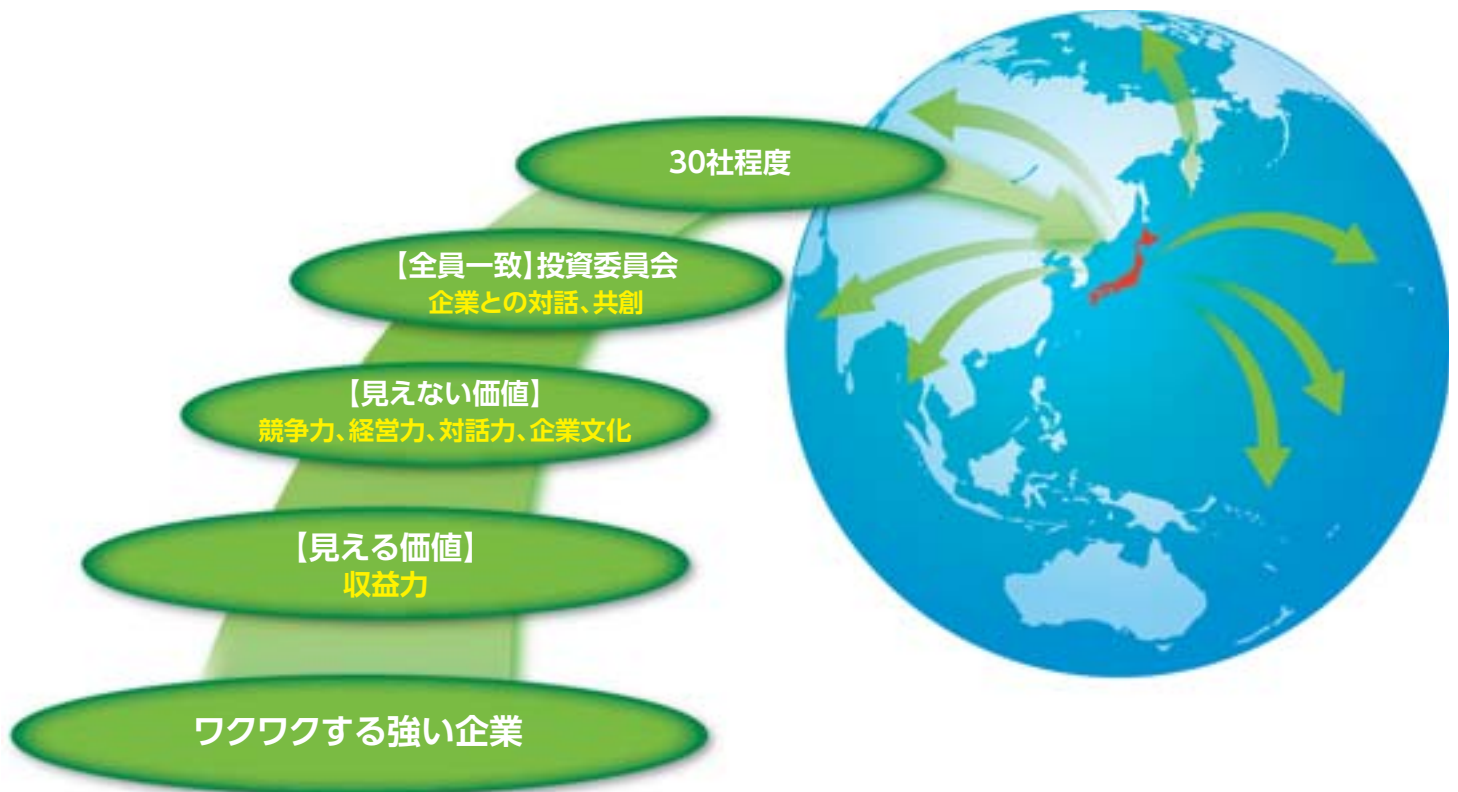 30社程度
【全員一致】投資委員会
企業との対話、共創
【見えない価値】
競争力、経営力、対話力、企業文化
【見える価値】
収益力
ワクワクする強い企業